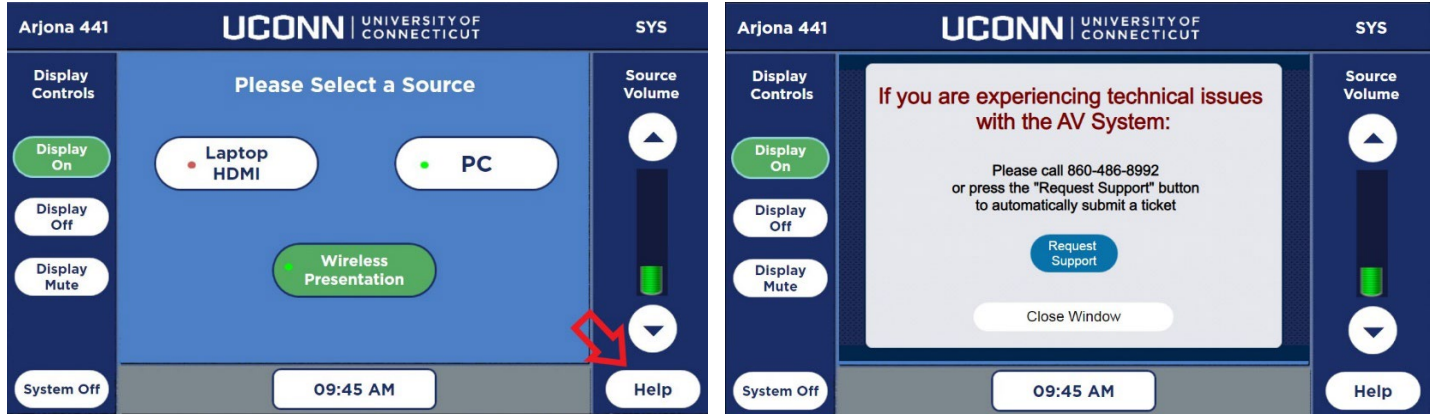 Arjona 441
UCONN | UNIVERSITY OF
CONNECTICUT
SYS
Display
Controls
Display
On
Display
Off
Display
Mute
System Off
Please Select a Source
Laptop
HDMI
PC
Wireless
Presentation
09:45 AM
Source
Volume
Help
Arjona 441
UCONN | UNIVERSITY OF
CONNECTICUT
SYS
Display
Controls
Display
On
Display
Off
Display
Mute
System Off
If you are experiencing technical issues
with the AV System:
Please call 860-486-8992
or press the "Request Support" button
to automatically submit a ticket
Request
Support
Close Window
09:45 AM
Source
Volume
Help